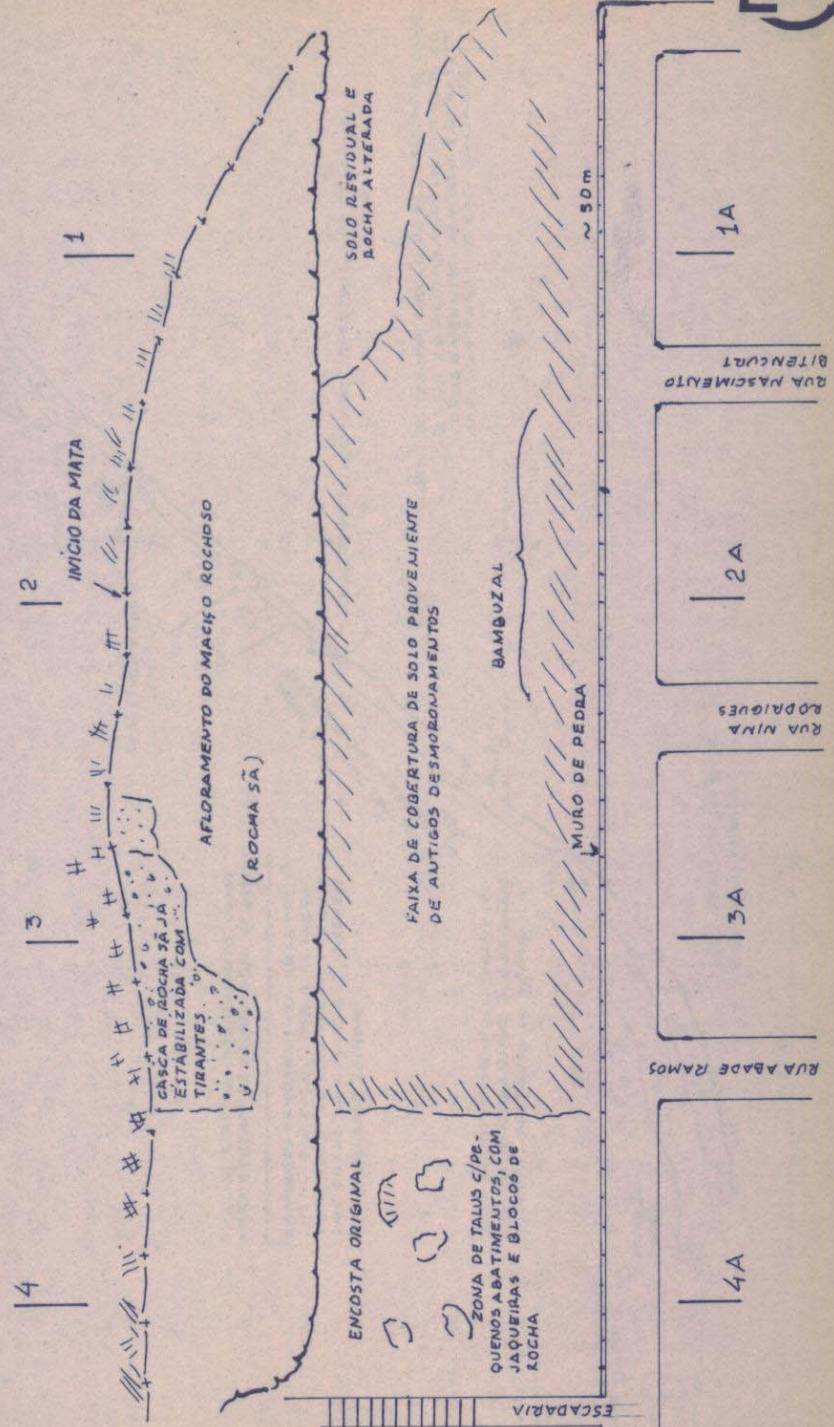 4
3
2
1
INÍCIO DA MATA
CASCA DE ROCHA SÃ JÁ
ESTABILIZADA COM
TIRANTES
AFLORAMENTO DO MACIÇO ROCHOSO
(ROCHA SÃ)
SOLO RESIDUAL E
ROCHA ALTERADA
ENCOSTA ORIGINAL
ZONA DE TALUS C/PE-
QUENOS ABATIMENTOS, COM
JAQUEIRAS E BLOCOS DE
ROCHA
FAIXA DE COBERTURA DE SOLO PROVENIENTE
DE ANTIGOS DESMORONAMENTOS
BAMBUZAL
MURO DE PEDRA
~ 50m
ESCADARIA
RUA ABADE RAMOS
RUA NINA
RODRIGUES
RUA NASCIMENTO
BITENCURT
4A
3A
2A
1A